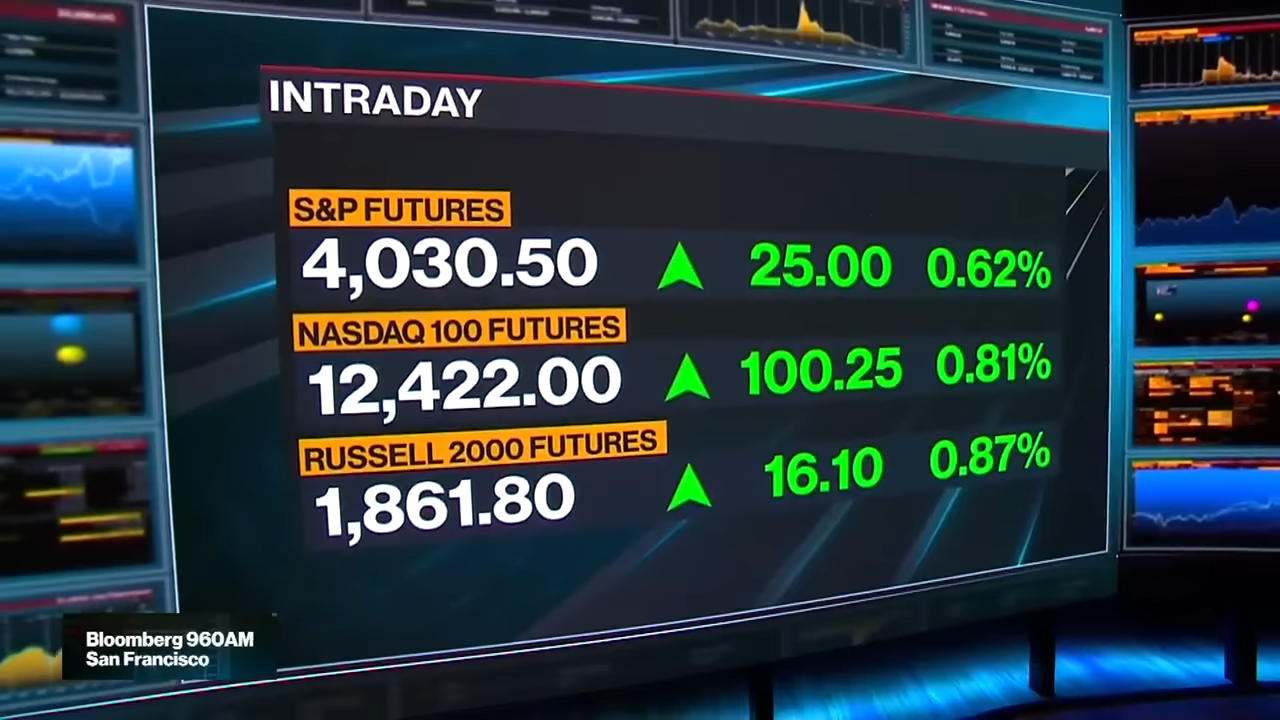 INTRADAY
S&P FUTURES
4,030.50 ▲ 25.00 0.62%
NASDAQ 100 FUTURES
12,422.00 ▲ 100.25 0.81%
RUSSELL 2000 FUTURES
1,861.80 ▲ 16.10 0.87%
Bloomberg 960AM
San Francisco